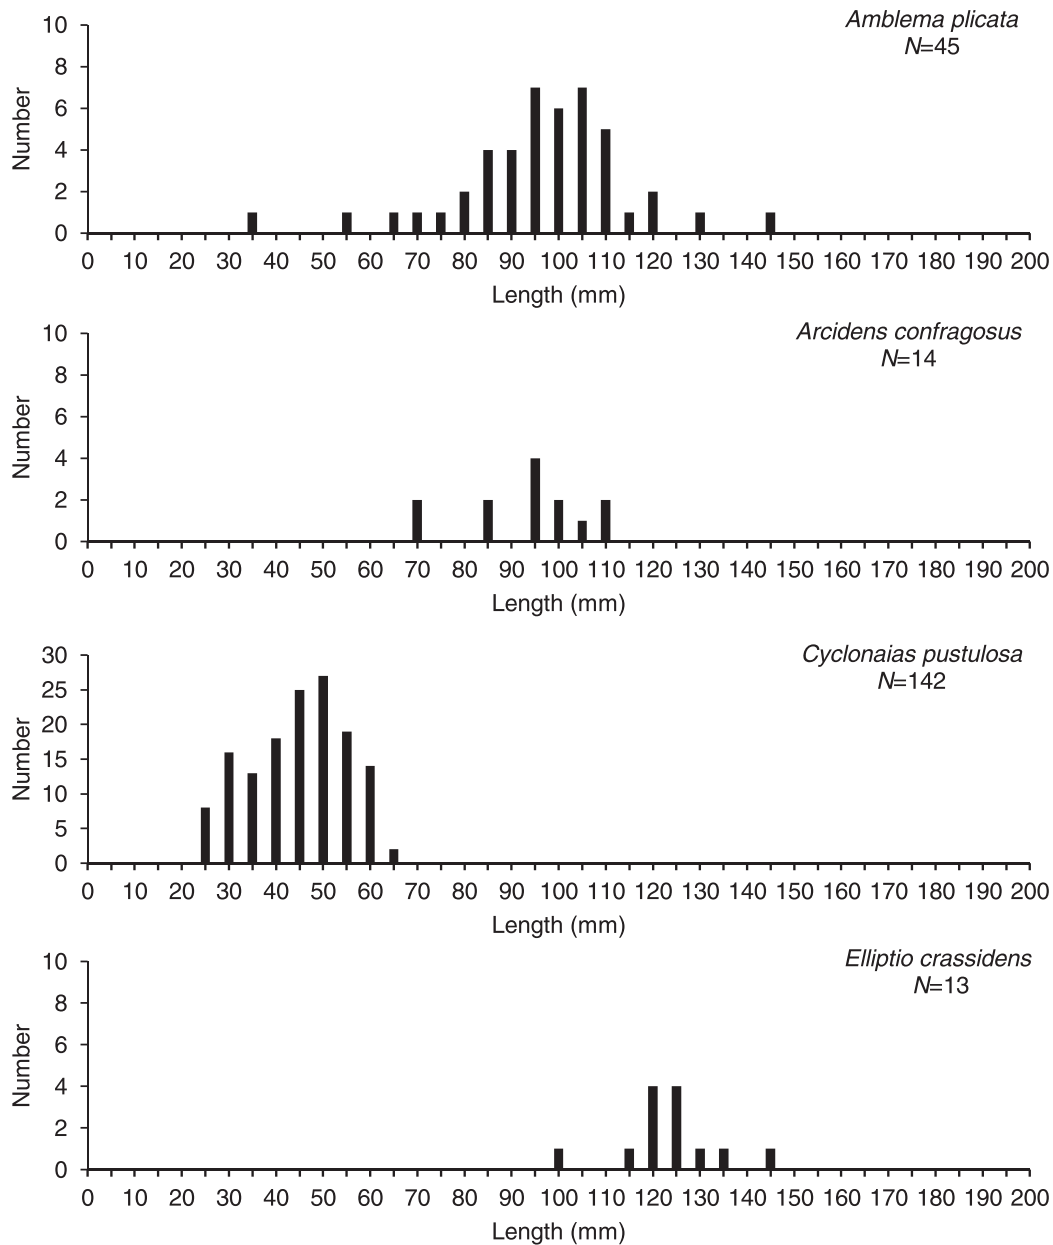 Amblema plicata
N=45
10
8
6
4
2
0
Number
0 10 20 30 40 50 60 70 80 90 100 110 120 130 140 150 160 170 180 190 200
Length (mm)
Arcidens confragosus
N=14
10
8
6
4
2
0
Number
0 10 20 30 40 50 60 70 80 90 100 110 120 130 140 150 160 170 180 190 200
Length (mm)
Cyclonaias pustulosa
N=142
30
25
20
15
10
5
0
Number
0 10 20 30 40 50 60 70 80 90 100 110 120 130 140 150 160 170 180 190 200
Length (mm)
Elliptio crassidens
N=13
10
8
6
4
2
0
Number
0 10 20 30 40 50 60 70 80 90 100 110 120 130 140 150 160 170 180 190 200
Length (mm)